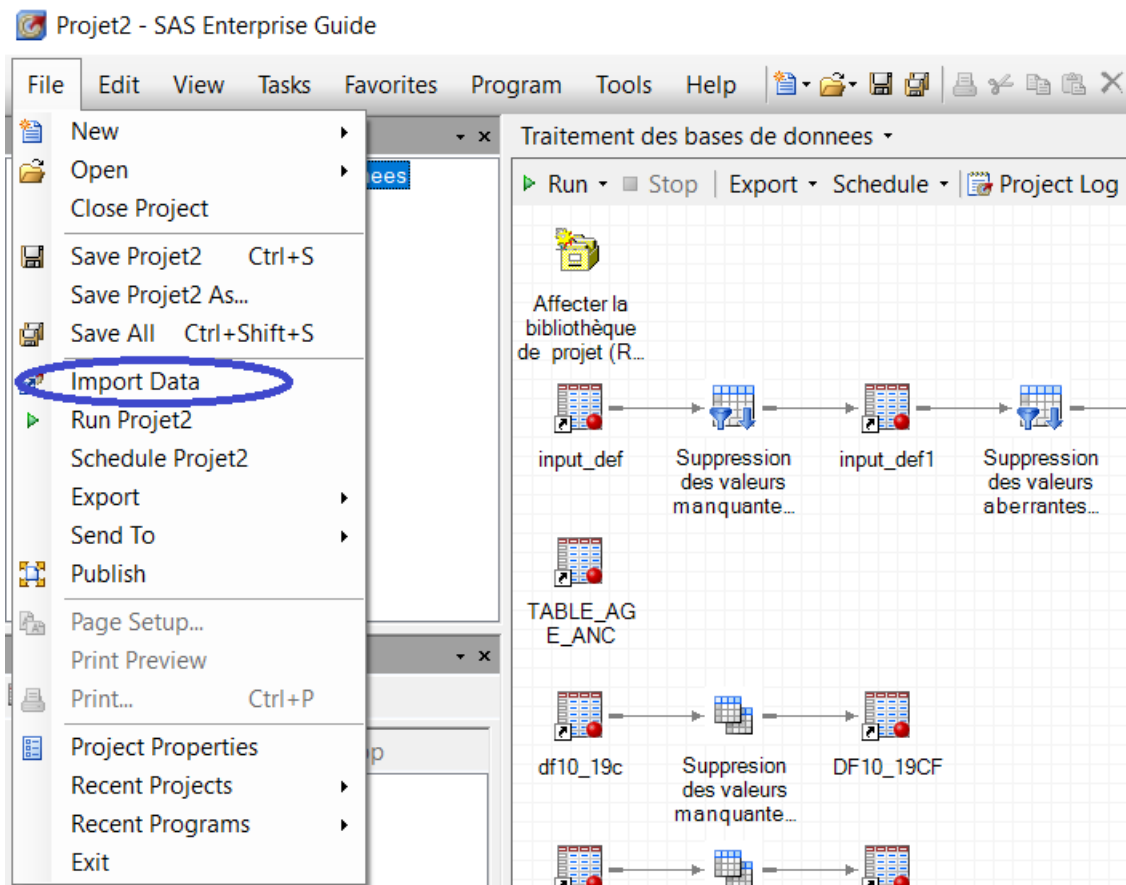 Projet2 - SAS Enterprise Guide
File Edit View Tasks Favorites Program Tools Help
New
Open
Close Project
Save Projet2 Ctrl+S
Save Projet2 As...
Save All Ctrl+Shift+S
Import Data
Run Projet2
Schedule Projet2
Export
Send To
Publish
Page Setup...
Print Preview
Print... Ctrl+P
Project Properties
Recent Projects
Recent Programs
Exit
Traitement des bases de donnees
Run Stop Export Schedule Project Log
Affecter la
bibliothèque
de projet (R...
input_def
Suppression
des valeurs
manquante...
input_def1
Suppression
des valeurs
aberrantes...
TABLE_AG
E_ANC
df10_19c
Suppresion
des valeurs
manquante...
DF10_19CF